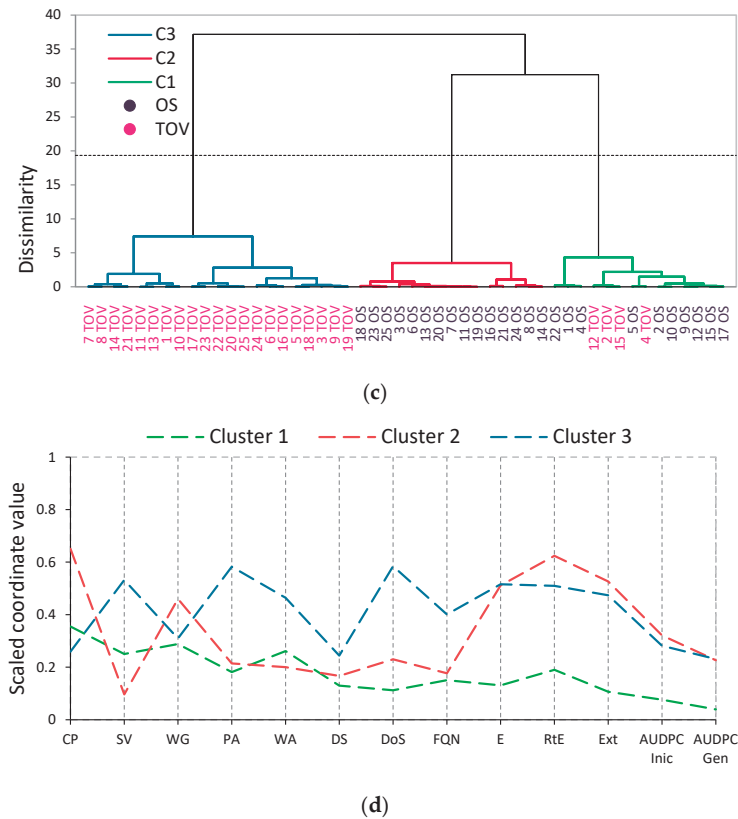 40
35
30
25
20
15
10
5
0
Dissimilarity
C3
C2
C1
OS
TOV
7 TOV
8 TOV
14 TOV
21 TOV
11 TOV
13 TOV
1 TOV
10 TOV
17 TOV
23 TOV
22 TOV
20 TOV
25 TOV
24 TOV
6 TOV
16 TOV
5 TOV
18 TOV
3 TOV
9 TOV
19 TOV
18 OS
23 OS
25 OS
3 OS
6 OS
13 OS
20 OS
7 OS
11 OS
19 OS
16 OS
21 OS
24 OS
8 OS
14 OS
22 OS
1 OS
4 OS
12 TOV
2 TOV
15 TOV
5 OS
4 TOV
2 OS
10 OS
9 OS
12 OS
15 OS
17 OS
(c)
Cluster 1 Cluster 2 Cluster 3
1
0.8
0.6
0.4
0.2
0
Scaled coordinate value
CP SV WG PA WA DS DoS FQN E RtE Ext AUDPC AUDPC
Inic Gen
(d)